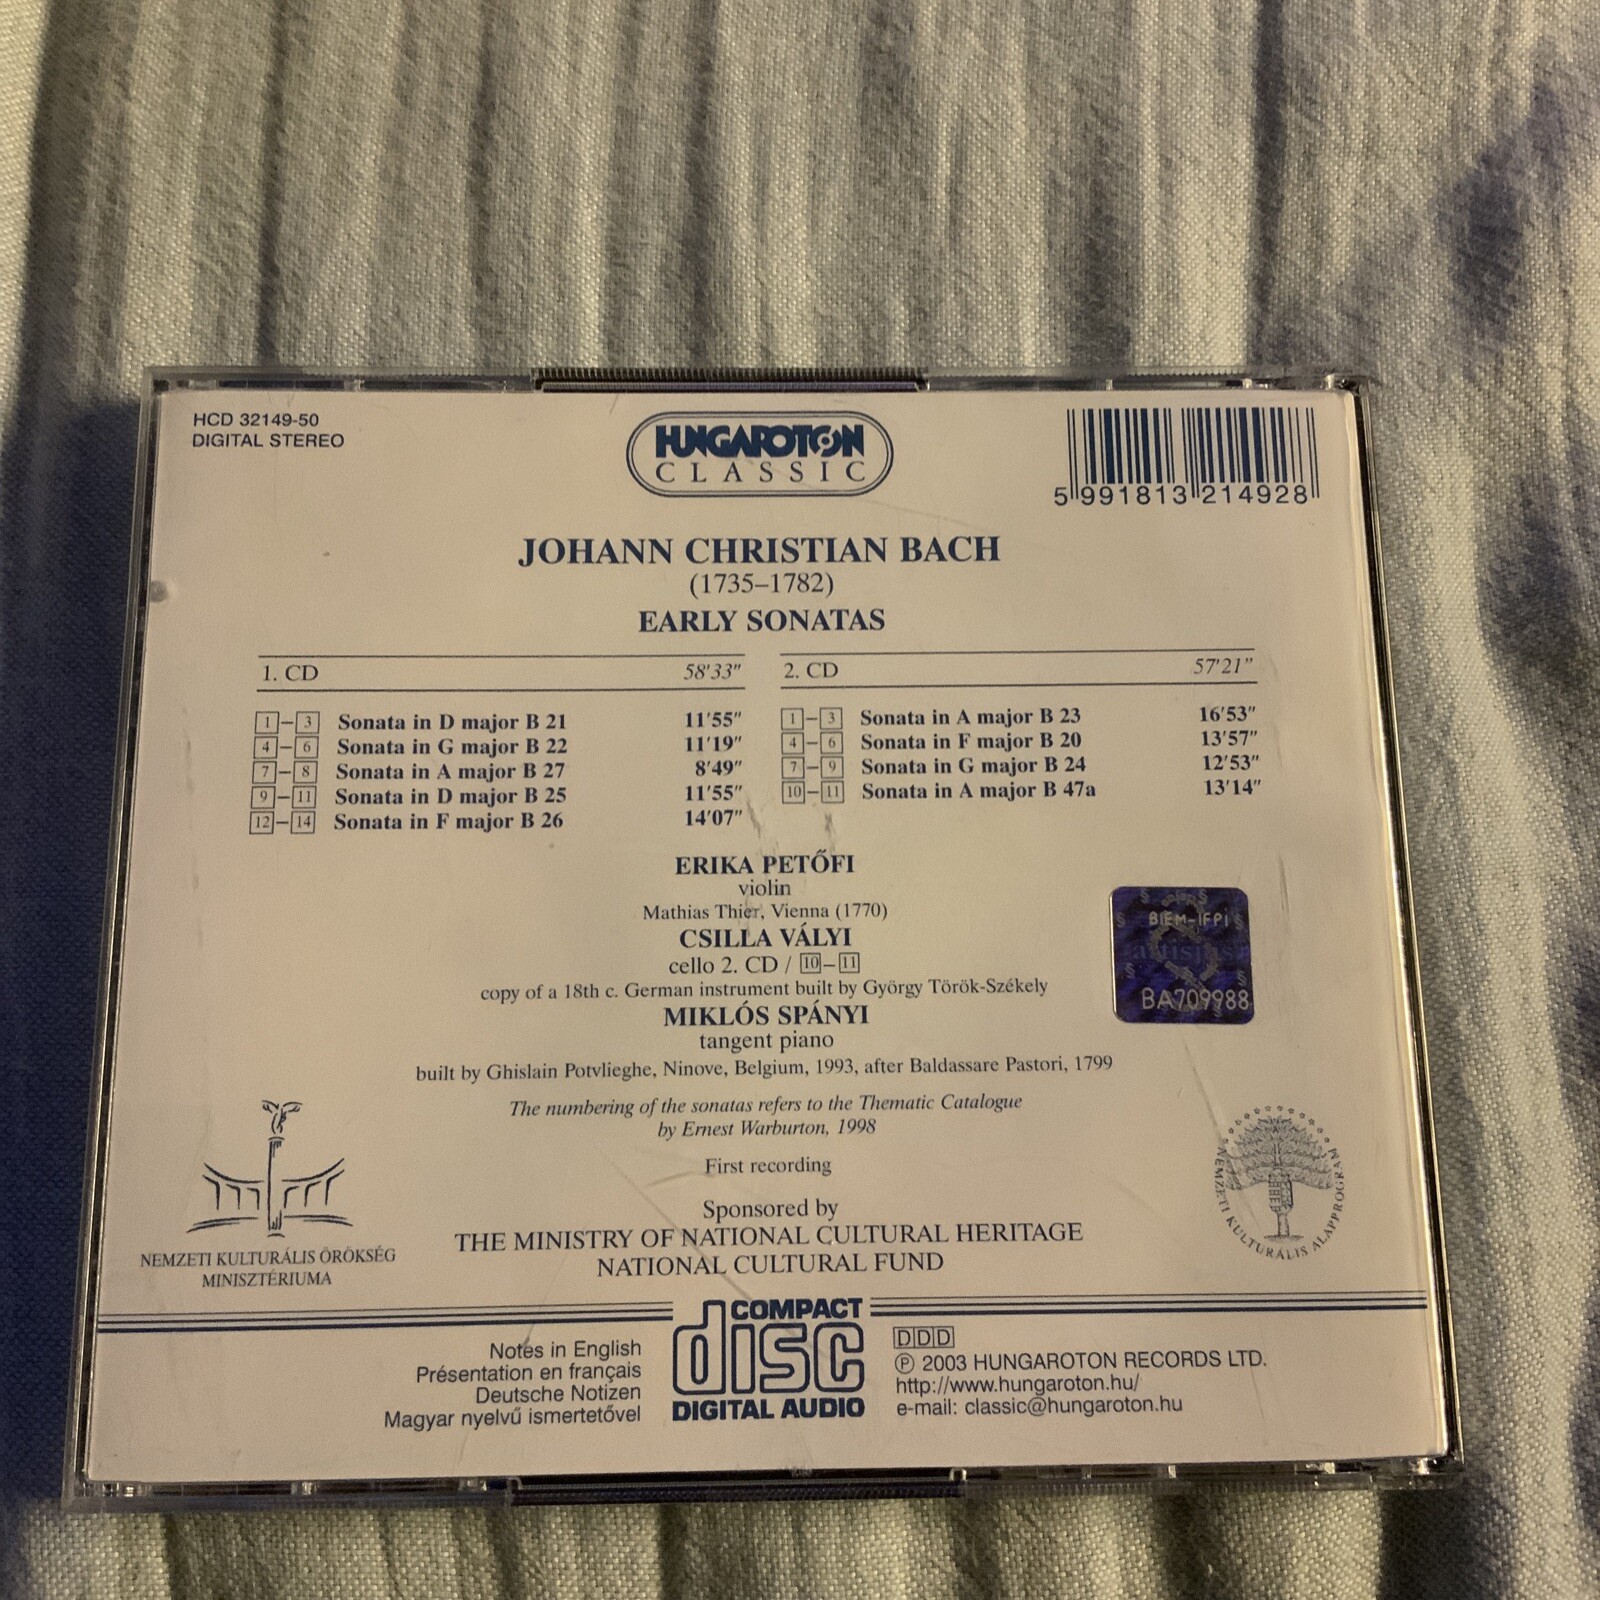 HCD 32149-50
DIGITAL STEREO
HUNGAROTON
CLASSIC
5 991813 214928
JOHANN CHRISTIAN BACH
(1735–1782)
EARLY SONATAS
1. CD 58'33"
1–3 Sonata in D major B 21 11'55"
4–6 Sonata in G major B 22 11'19"
7–8 Sonata in A major B 27 8'49"
9–11 Sonata in D major B 25 11'55"
12–14 Sonata in F major B 26 14'07"
2. CD 57'21"
1–3 Sonata in A major B 23 16'53"
4–6 Sonata in F major B 20 13'57"
7–9 Sonata in G major B 24 12'53"
10–11 Sonata in A major B 47a 13'14"
ERIKA PETŐFI
violin
Mathias Thier, Vienna (1770)
CSILLA VÁLYI
cello 2. CD / 10–11
copy of a 18th c. German instrument built by György Török-Székely
MIKLÓS SPÁNYI
tangent piano
built by Ghislain Potvlieghe, Ninove, Belgium, 1993, after Baldassare Pastori, 1799
BIEM-IFPI
artisjus
BA709988
The numbering of the sonatas refers to the Thematic Catalogue
by Ernest Warburton, 1998
First recording
Sponsored by
THE MINISTRY OF NATIONAL CULTURAL HERITAGE
NATIONAL CULTURAL FUND
NEMZETI KULTURÁLIS ÖRÖKSÉG
MINISZTÉRIUMA
NEMZETI KULTURÁLIS ALAPPROGRAM
Notes in English
Présentation en français
Deutsche Notizen
Magyar nyelvű ismertetővel
COMPACT
disc
DIGITAL AUDIO
DDD
℗ 2003 HUNGAROTON RECORDS LTD.
http://www.hungaroton.hu/
e-mail: classic@hungaroton.hu